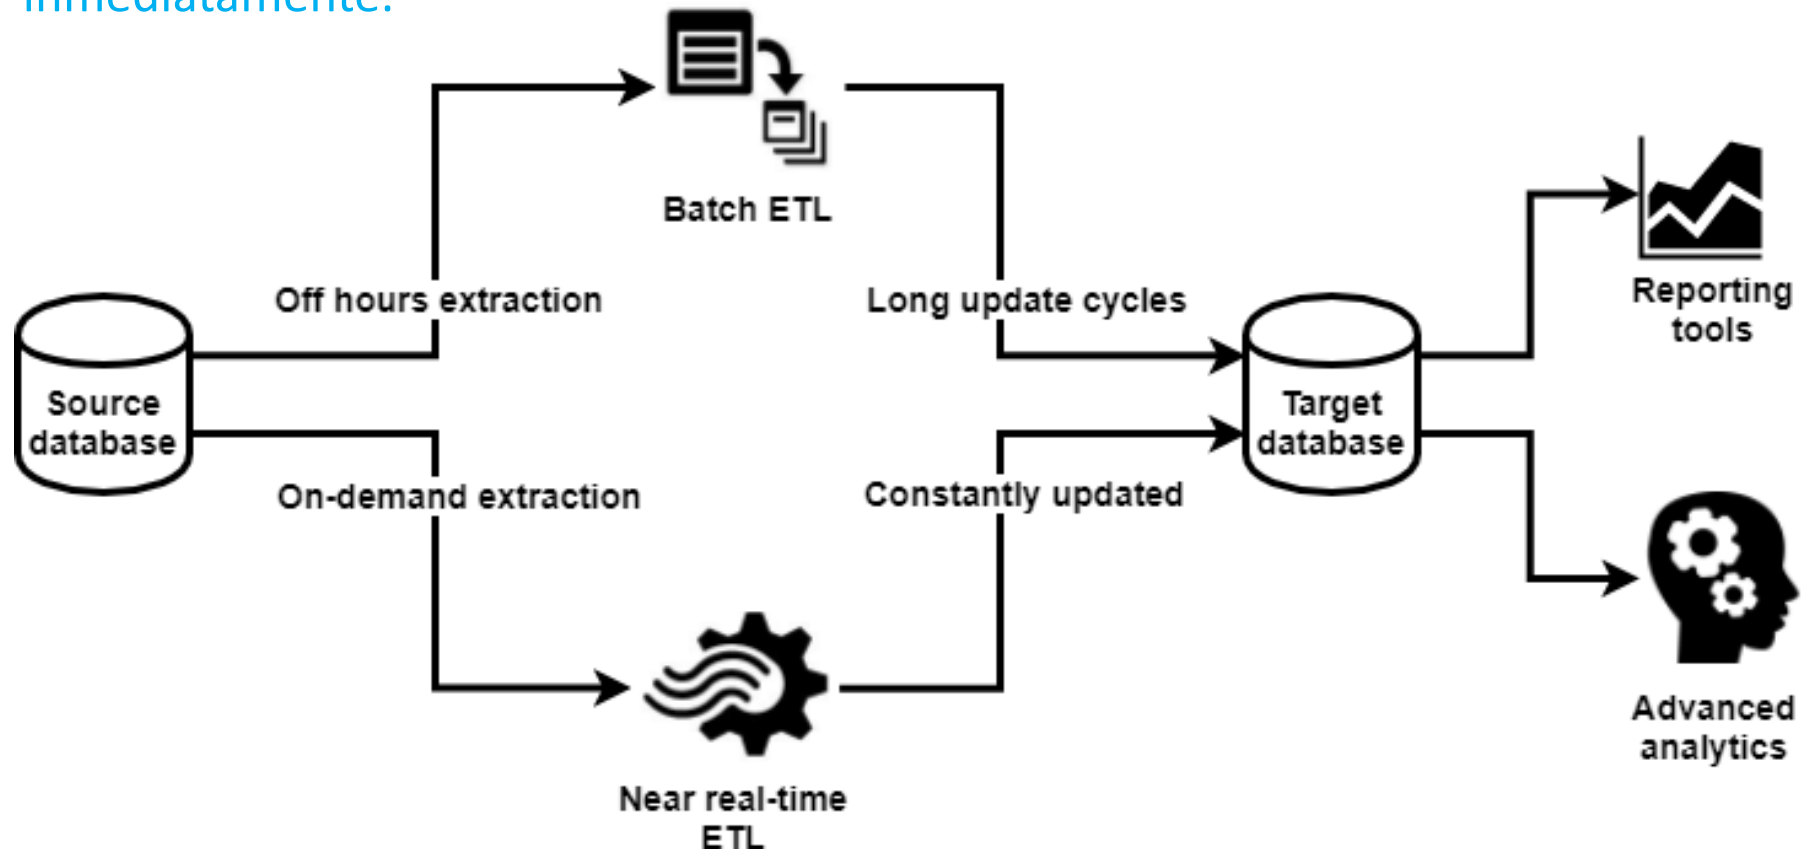 inmediatamente.
Batch ETL
Off hours extraction
Long update cycles
Reporting
tools
Source
database
Target
database
On-demand extraction
Constantly updated
Advanced
analytics
Near real-time
ETL